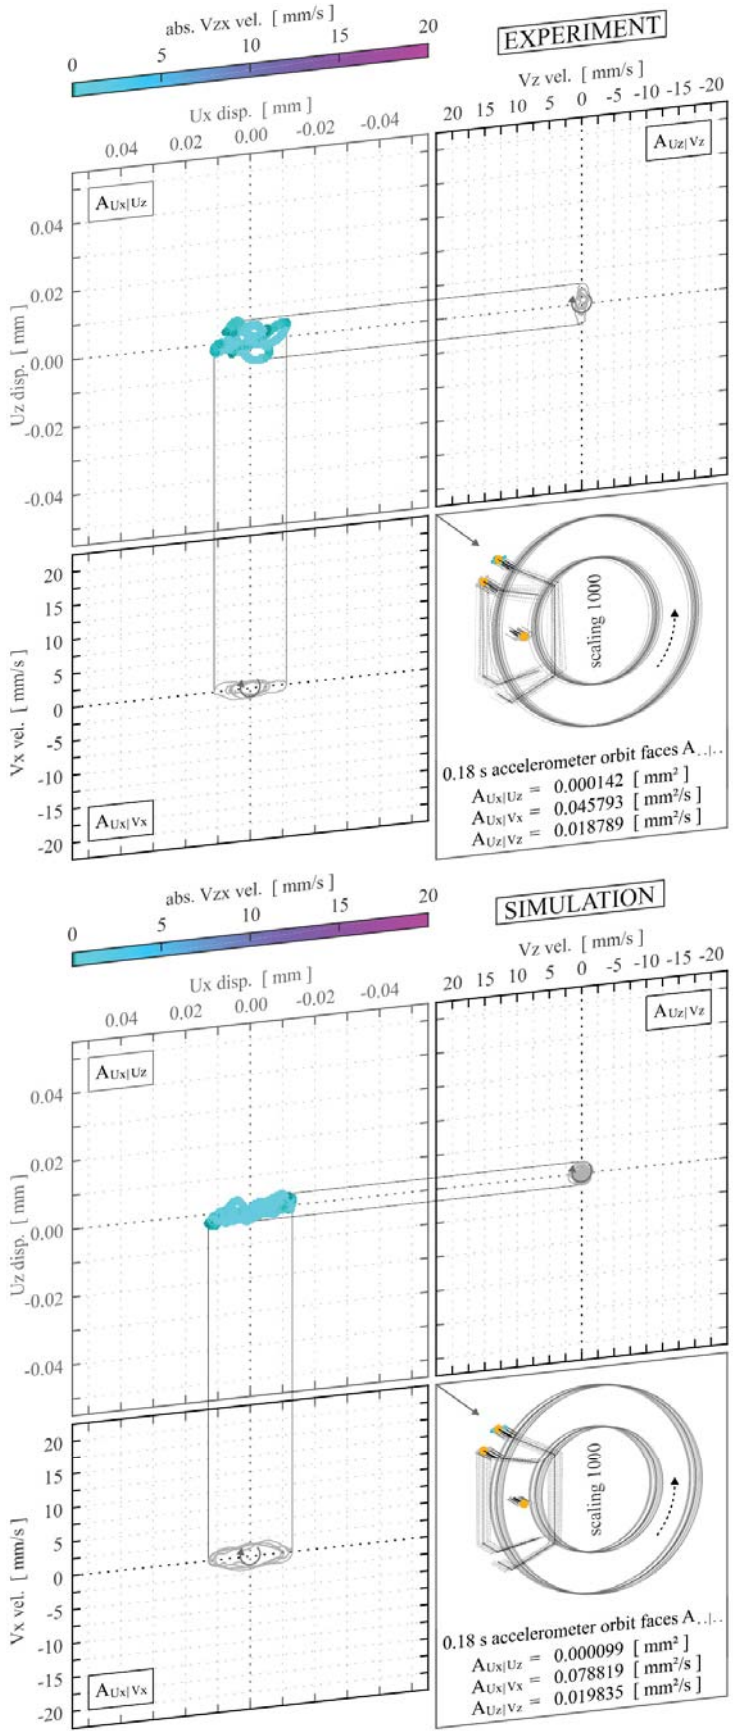 abs. Vzx vel. [ mm/s ]
0 5 10 15 20
EXPERIMENT
Vz vel. [ mm/s ]
20 15 10 5 0 -5 -10 -15 -20
Ux disp. [ mm ]
0.04 0.02 0.00 -0.02 -0.04
AUx|Uz
AUz|Vz
Uz disp. [ mm ]
0.04
0.02
0.00
-0.02
-0.04
Vx vel. [ mm/s ]
20
15
10
5
0
-5
-10
-15
-20
AUx|Vx
scaling 1000
0.18 s accelerometer orbit faces A..|..
AUx|Uz = 0.000142 [ mm² ]
AUx|Vx = 0.045793 [ mm²/s ]
AUz|Vz = 0.018789 [ mm²/s ]
abs. Vzx vel. [ mm/s ]
0 5 10 15 20
SIMULATION
Vz vel. [ mm/s ]
20 15 10 5 0 -5 -10 -15 -20
Ux disp. [ mm ]
0.04 0.02 0.00 -0.02 -0.04
AUx|Uz
AUz|Vz
Uz disp. [ mm ]
0.04
0.02
0.00
-0.02
-0.04
Vx vel. [ mm/s ]
20
15
10
5
0
-5
-10
-15
-20
AUx|Vx
scaling 1000
0.18 s accelerometer orbit faces A..|..
AUx|Uz = 0.000099 [ mm² ]
AUx|Vx = 0.078819 [ mm²/s ]
AUz|Vz = 0.019835 [ mm²/s ]